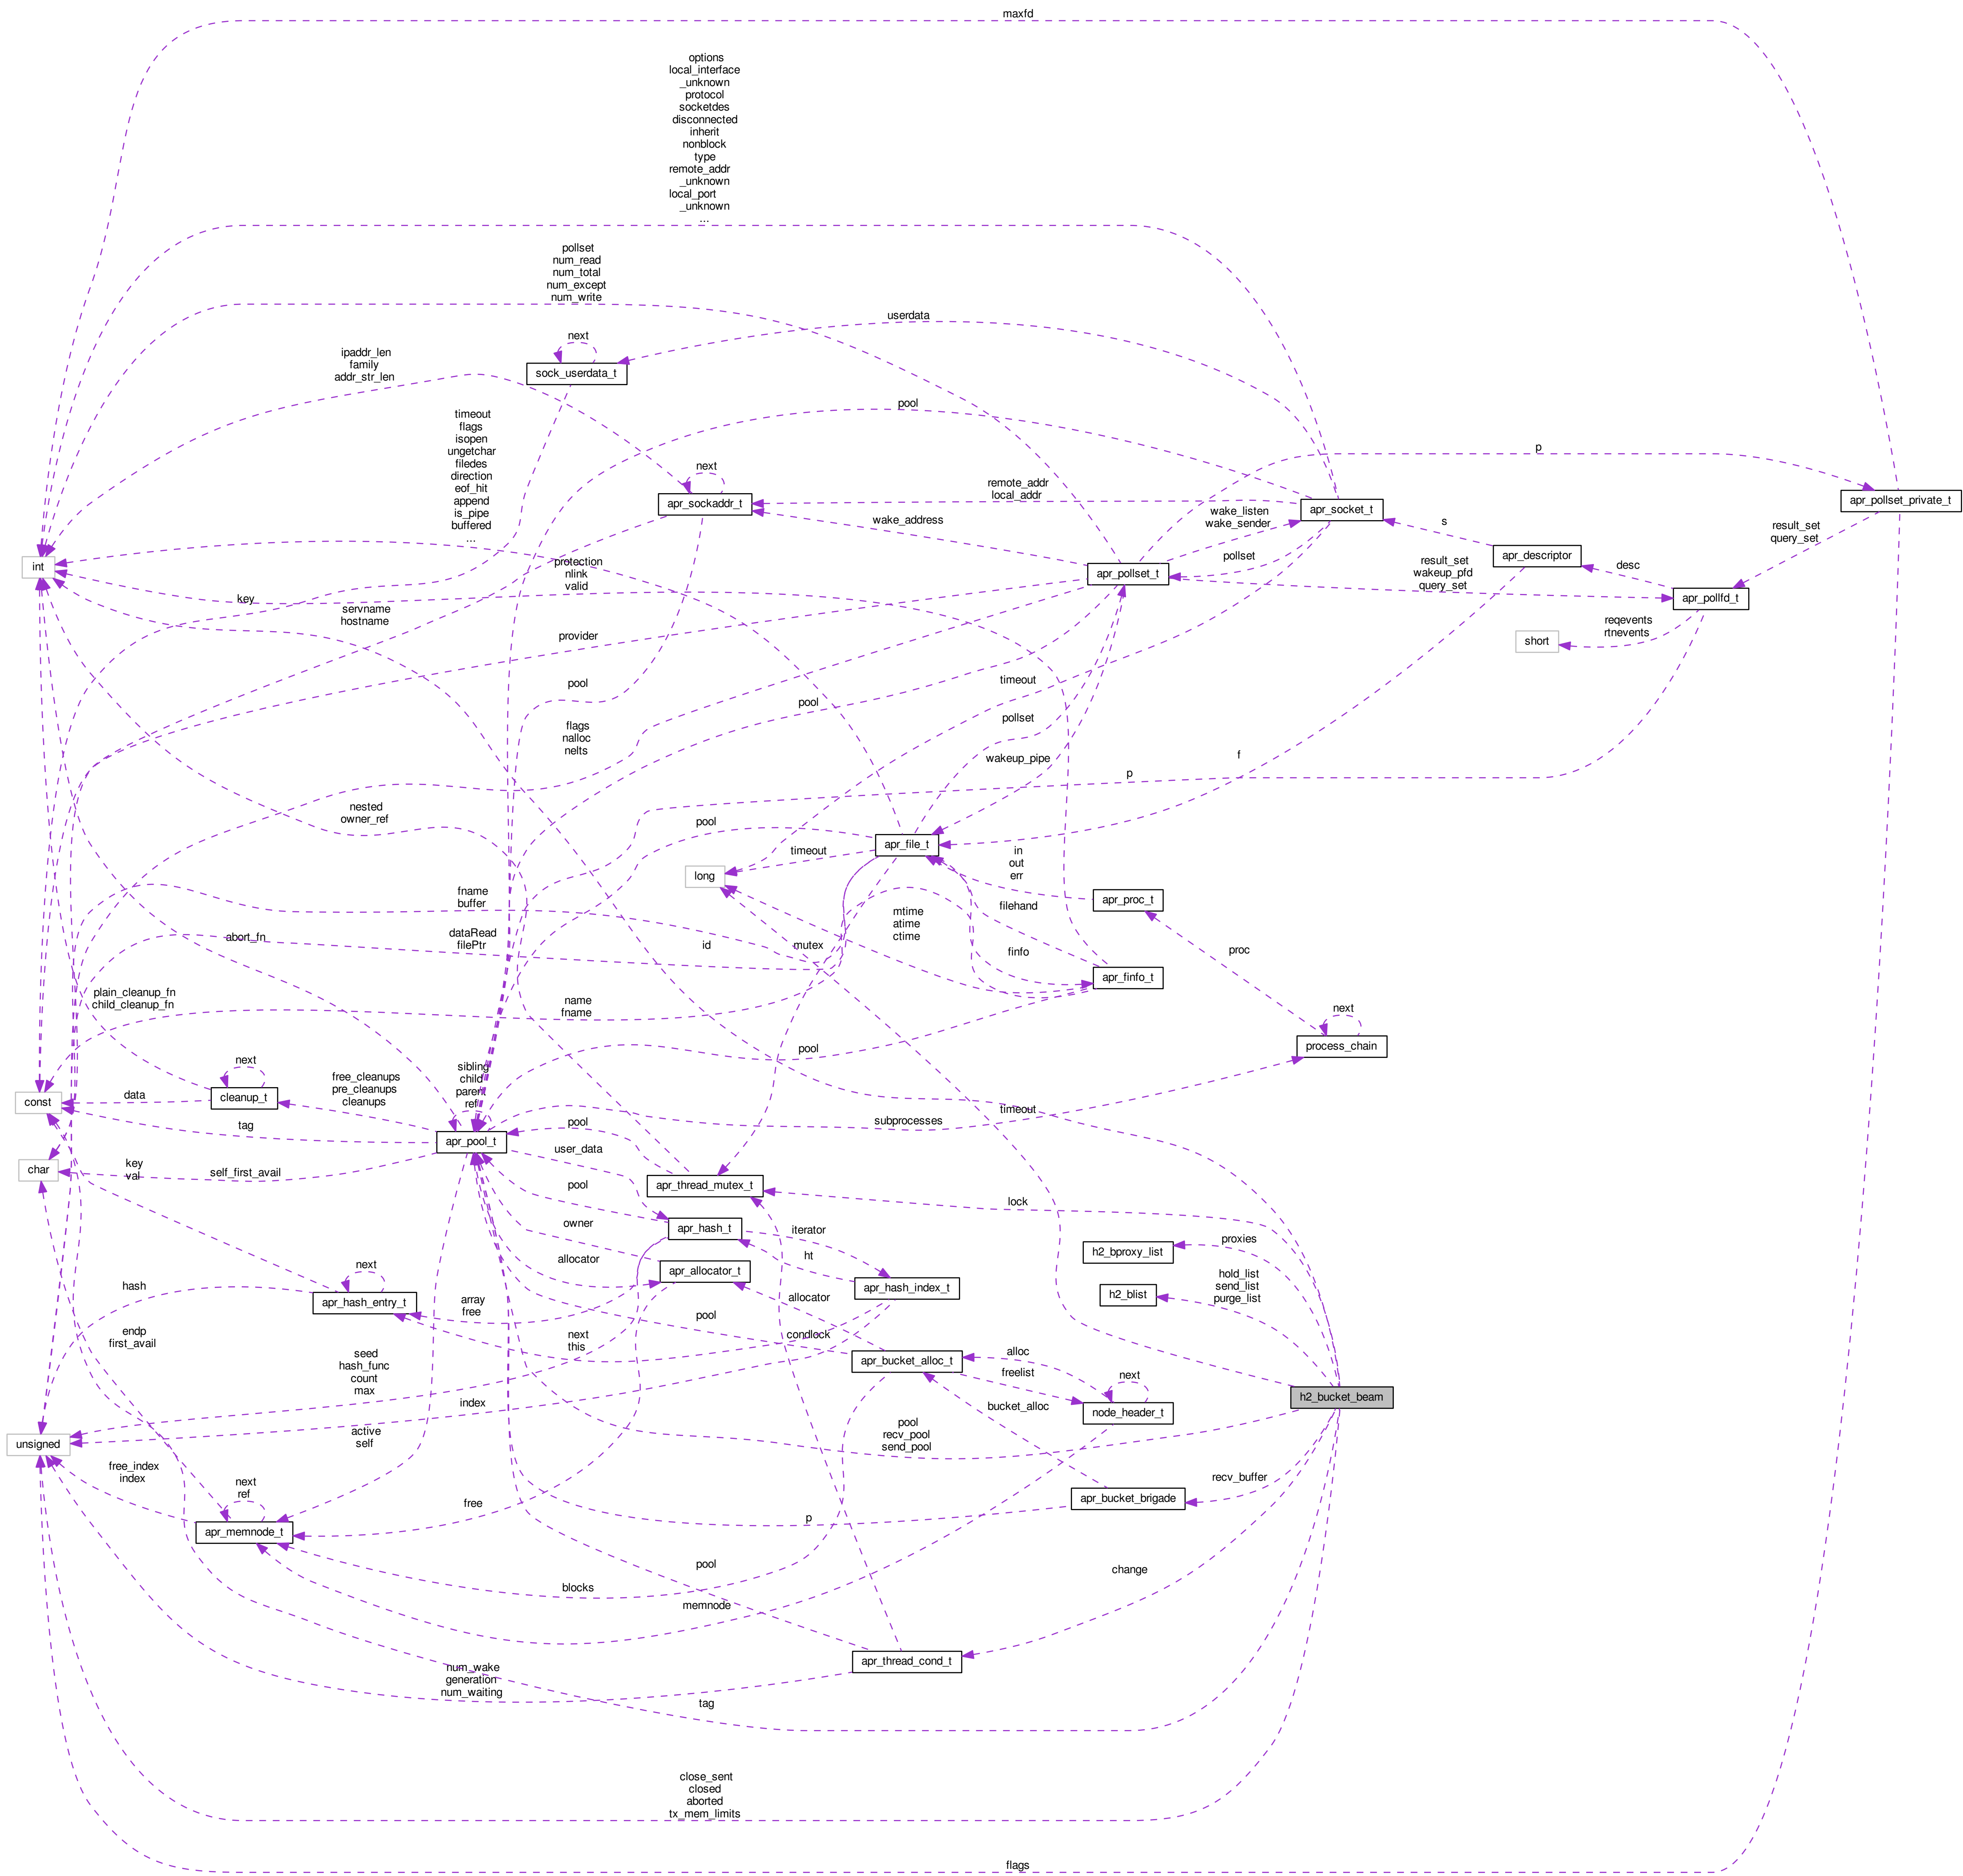 maxfd
options
local_interface
_unknown
protocol
socketdes
disconnected
inherit
nonblock
type
remote_addr
_unknown
local_port
_unknown
...
pollset
num_read
num_total
num_except
num_write
userdata
next
sock_userdata_t
ipaddr_len
family
addr_str_len
pool
timeout
flags
isopen
ungetchar
filedes
direction
eof_hit
append
is_pipe
buffered
...
p
next
apr_sockaddr_t
remote_addr
local_addr
wake_listen
wake_sender
apr_socket_t
apr_pollset_private_t
wake_address
s
result_set
query_set
int
protection
nlink
valid
pollset
apr_descriptor
apr_pollset_t
result_set
wakeup_pfd
query_set
desc
apr_pollfd_t
key
servname
hostname
provider
short
reqevents
rtnevents
pool
timeout
pool
flags
nalloc
nelts
pollset
wakeup_pipe
f
p
nested
owner_ref
pool
apr_file_t
timeout
long
in
out
err
fname
buffer
apr_proc_t
mtime
atime
ctime
filehand
abort_fn
dataRead
filePtr
id
mutex
finfo
proc
apr_finfo_t
plain_cleanup_fn
child_cleanup_fn
name
fname
next
process_chain
pool
next
cleanup_t
free_cleanups
pre_cleanups
cleanups
sibling
child
parent
ref
const
data
timeout
tag
apr_pool_t
pool
subprocesses
user_data
char
key
val
self_first_avail
pool
apr_thread_mutex_t
lock
apr_hash_t
iterator
owner
ht
h2_bproxy_list
proxies
allocator
apr_allocator_t
apr_hash_index_t
h2_blist
hold_list
send_list
purge_list
next
hash
apr_hash_entry_t
array
free
allocator
pool
endp
first_avail
next
this
condlock
seed
hash_func
count
max
apr_bucket_alloc_t
alloc
freelist
next
node_header_t
h2_bucket_beam
index
bucket_alloc
unsigned
active
self
pool
recv_pool
send_pool
free_index
index
next
ref
recv_buffer
apr_bucket_brigade
free
p
apr_memnode_t
pool
change
blocks
memnode
apr_thread_cond_t
num_wake
generation
num_waiting
tag
close_sent
closed
aborted
tx_mem_limits
flags